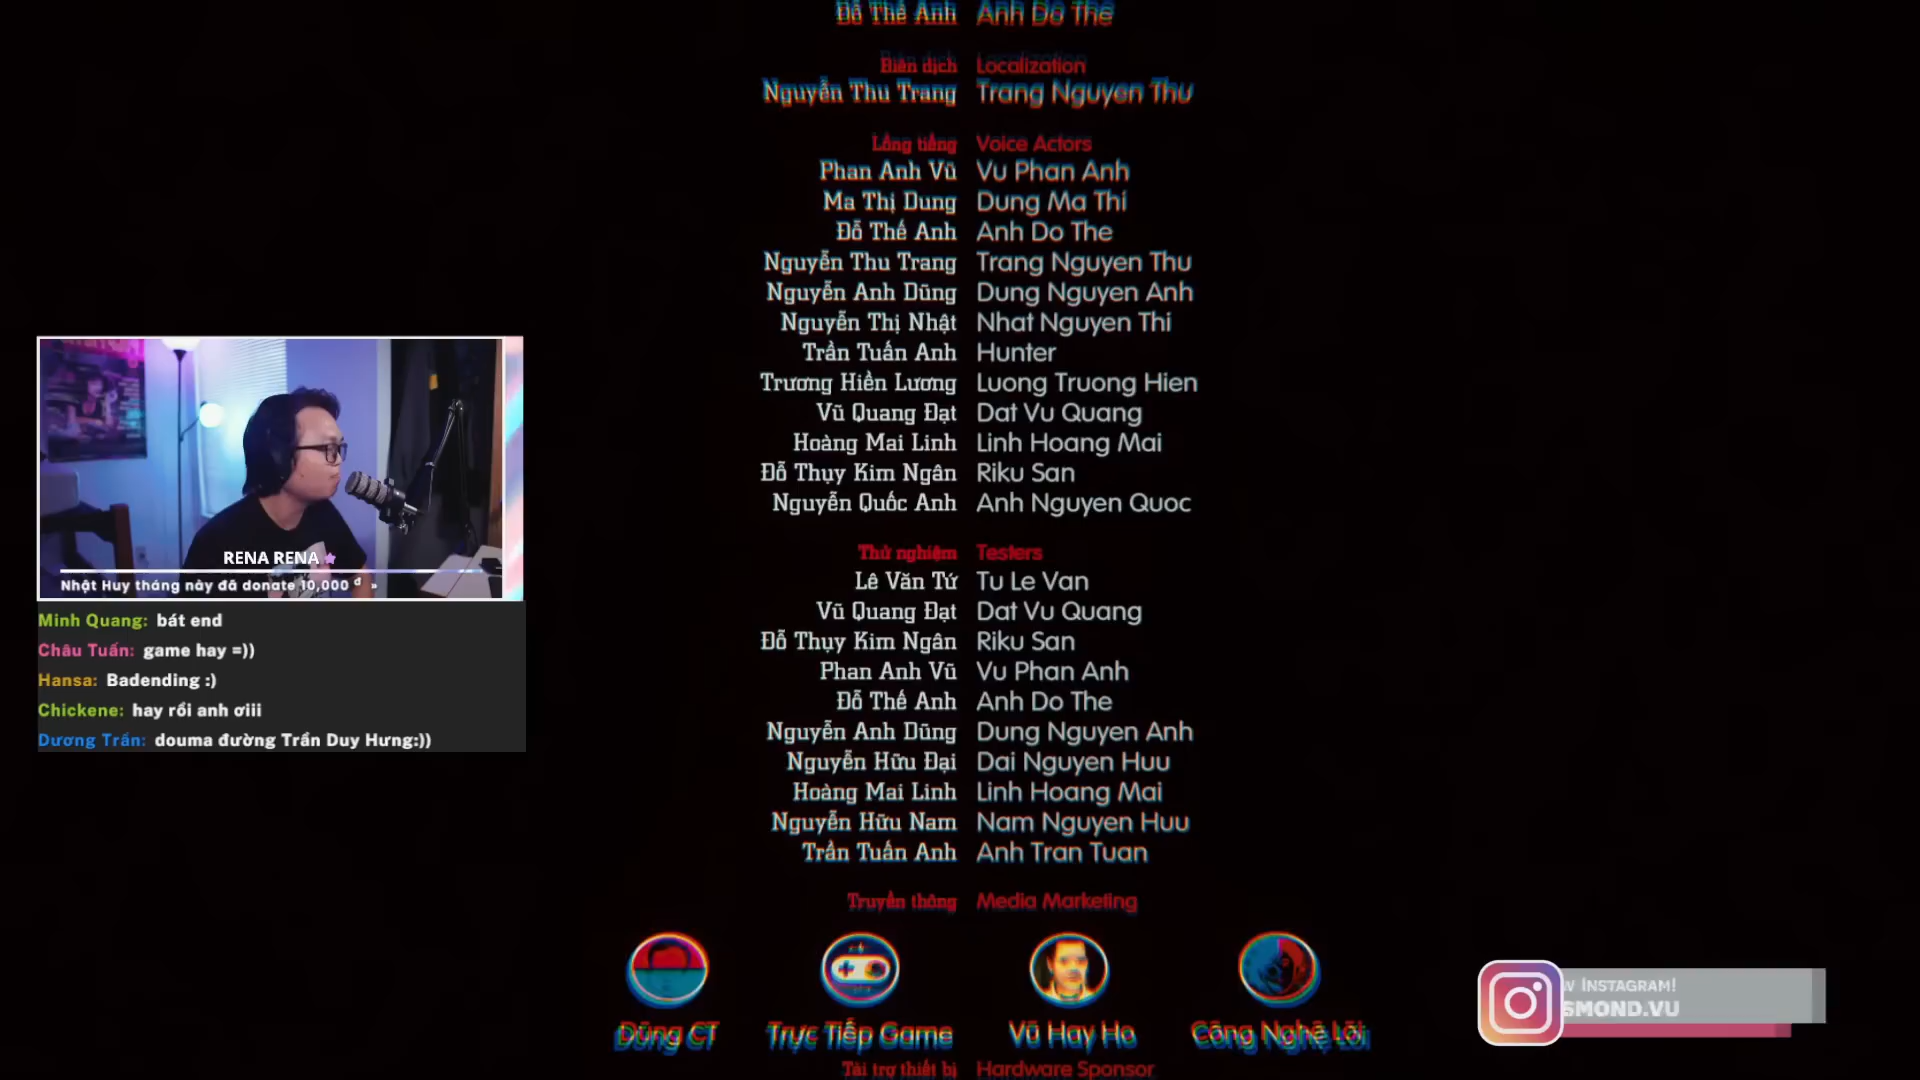 Đỗ Thế Anh Anh Do The
Biên dịch Localization
Nguyễn Thu Trang Trang Nguyen Thu
Lồng tiếng Voice Actors
Phan Anh Vũ Vu Phan Anh
Ma Thị Dung Dung Ma Thi
Đỗ Thế Anh Anh Do The
Nguyễn Thu Trang Trang Nguyen Thu
Nguyễn Anh Dũng Dung Nguyen Anh
Nguyễn Thị Nhật Nhat Nguyen Thi
Trần Tuấn Anh Hunter
Trương Hiền Lương Luong Truong Hien
Vũ Quang Đạt Dat Vu Quang
Hoàng Mai Linh Linh Hoang Mai
Đỗ Thụy Kim Ngân Riku San
Nguyễn Quốc Anh Anh Nguyen Quoc
Thử nghiệm Testers
Lê Văn Tứ Tu Le Van
Vũ Quang Đạt Dat Vu Quang
Đỗ Thụy Kim Ngân Riku San
Phan Anh Vũ Vu Phan Anh
Đỗ Thế Anh Anh Do The
Nguyễn Anh Dũng Dung Nguyen Anh
Nguyễn Hữu Đại Dai Nguyen Huu
Hoàng Mai Linh Linh Hoang Mai
Nguyễn Hữu Nam Nam Nguyen Huu
Trần Tuấn Anh Anh Tran Tuan
Truyền thông Media Marketing
Dũng CT Trực Tiếp Game Vũ Hay Ho Công Nghệ Lõi
Tài trợ thiết bị Hardware Sponsor
RENA RENA
Nhật Huy tháng này đã donate 10,000 ₫ »
Minh Quang: bát end
Châu Tuấn: game hay =))
Hansa: Badending :)
Chickene: hay rồi anh ơiii
Dương Trần: douma đường Trần Duy Hưng:))
W INSTAGRAM!
SMOND.VU